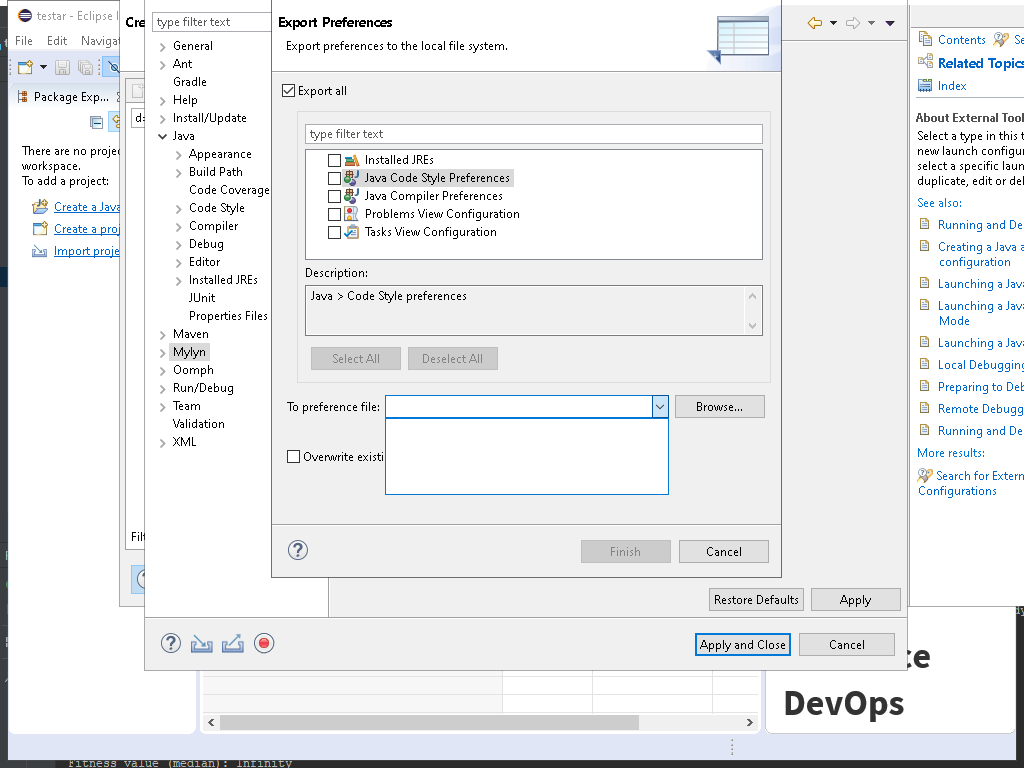 testar - Eclipse I
File Edit Navigat
Package Exp...
There are no proje
workspace.
To add a project:
Create a Java
Create a proj
Import proje
Cre
Filt
type filter text
General
Ant
Gradle
Help
Install/Update
Java
Appearance
Build Path
Code Coverage
Code Style
Compiler
Debug
Editor
Installed JREs
JUnit
Properties Files
Maven
Mylyn
Oomph
Run/Debug
Team
Validation
XML
Export Preferences
Export preferences to the local file system.
Export all
type filter text
Installed JREs
Java Code Style Preferences
Java Compiler Preferences
Problems View Configuration
Tasks View Configuration
Description:
Java > Code Style preferences
Select All Deselect All
To preference file: Browse...
Overwrite existi
Finish Cancel
Restore Defaults Apply
Apply and Close Cancel
Contents Se
Related Topics
Index
About External Tool
Select a type in this t
new launch configur
select a specific laun
duplicate, edit or del
See also:
Running and De
Creating a Java a
configuration
Launching a Java
Launching a Java
Mode
Launching a Java
Local Debugging
Preparing to Deb
Remote Debugg
Running and De
More results:
Search for Extern
Configurations
ce
DevOps
Fitness value (median): Infinity